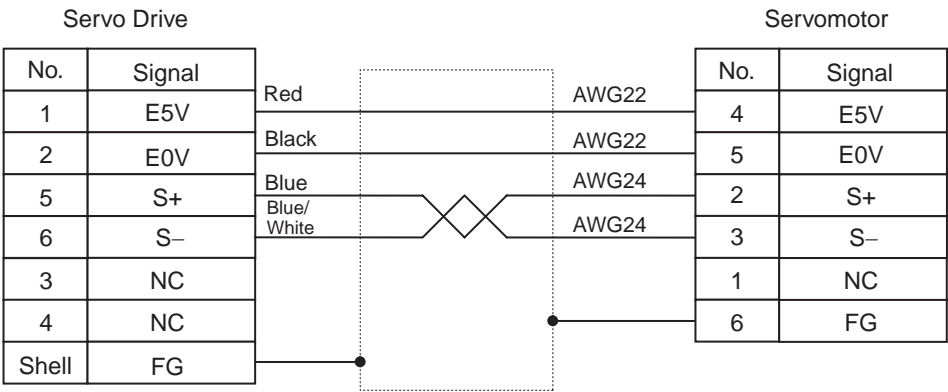 Servo Drive Servomotor
No. Signal No. Signal
1 E5V Red AWG22 4 E5V
2 E0V Black AWG22 5 E0V
5 S+ Blue AWG24 2 S+
Blue/
White
6 S− AWG24 3 S−
3 NC 1 NC
4 NC 6 FG
Shell FG